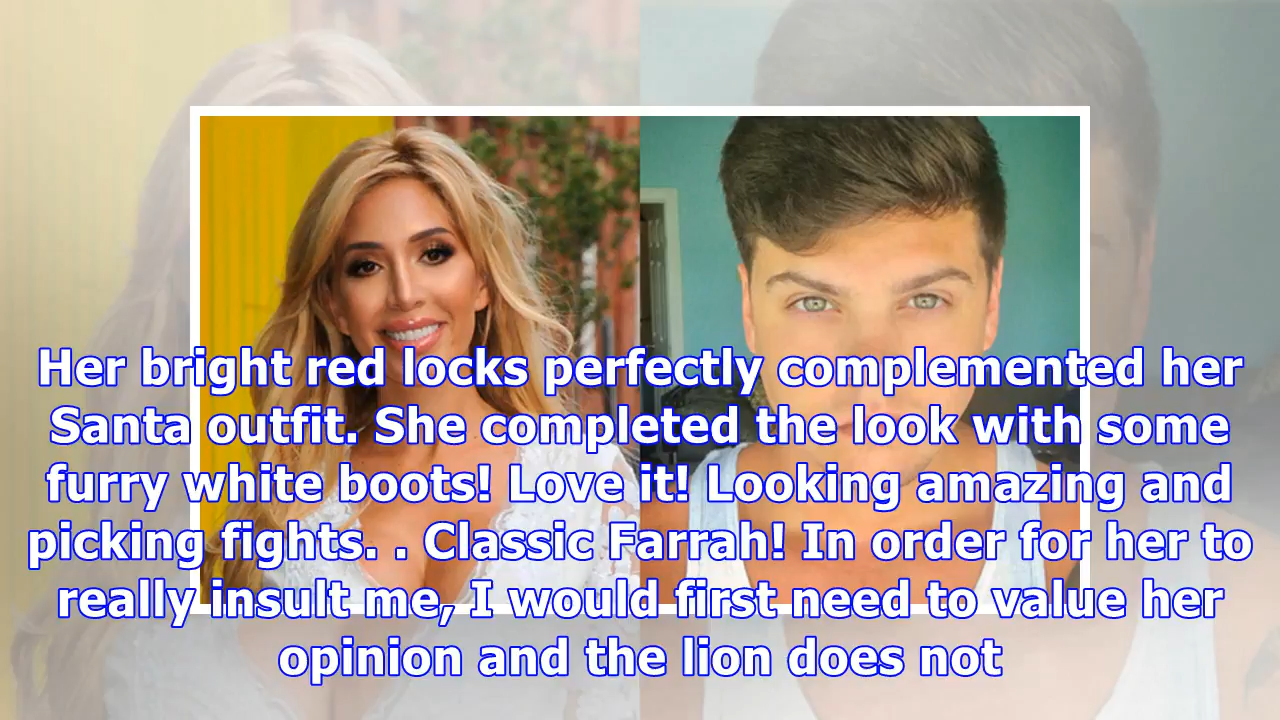 Her bright red locks perfectly complemented her
Santa outfit. She completed the look with some
furry white boots! Love it! Looking amazing and
picking fights. . Classic Farrah! In order for her to
really insult me, I would first need to value her
opinion and the lion does not